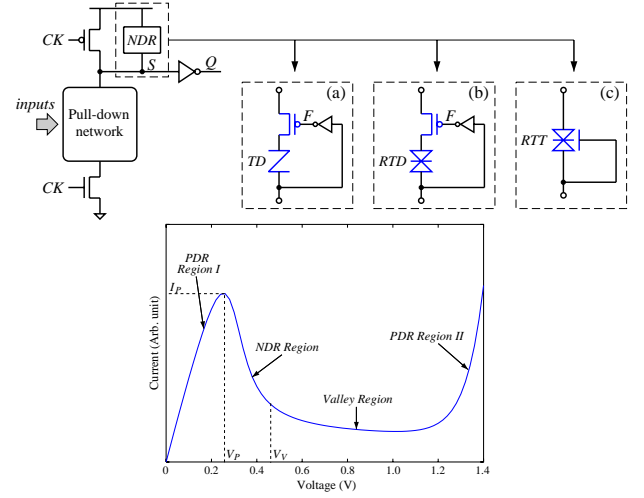 CK
NDR
S
Q
inputs
Pull-down
network
CK
(a)
F
TD
(b)
F
RTD
(c)
RTT
PDR
Region I
I_P
NDR Region
PDR Region II
Valley Region
V_P
V_V
Current (Arb. unit)
0
0.2
0.4
0.6
0.8
1.0
1.2
1.4
Voltage (V)